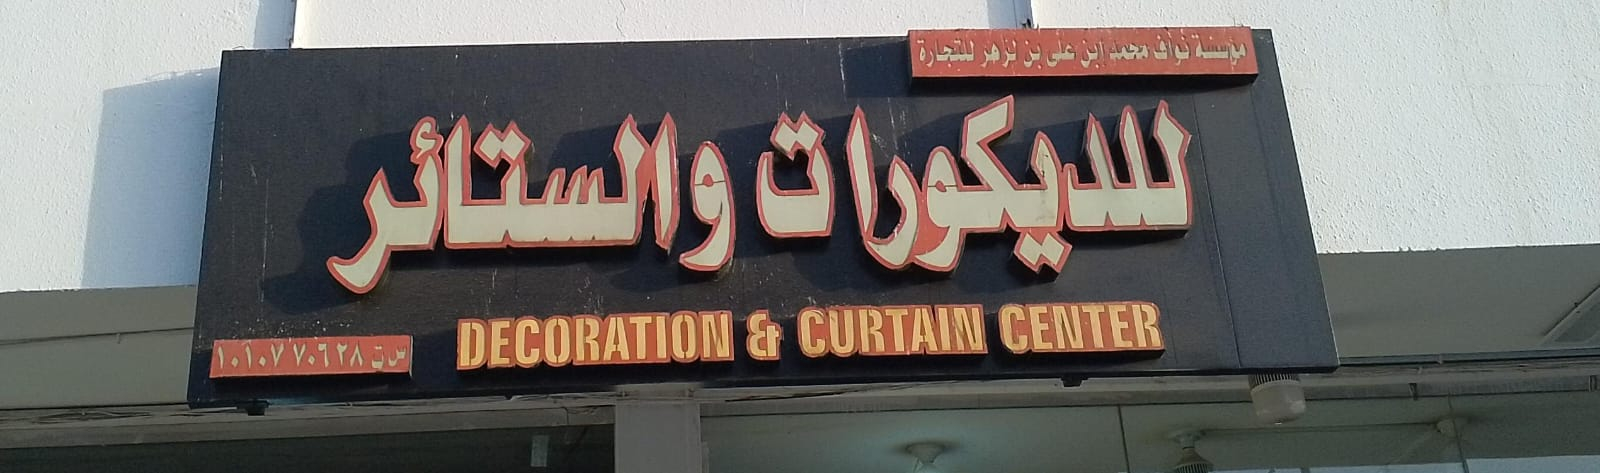 مؤسسة نواف محمد ابن علي بن لزهر للتجارة
للديكورات والستائر
DECORATION & CURTAIN CENTER
س ت ١٠١٠٧٧٠٦٢٨